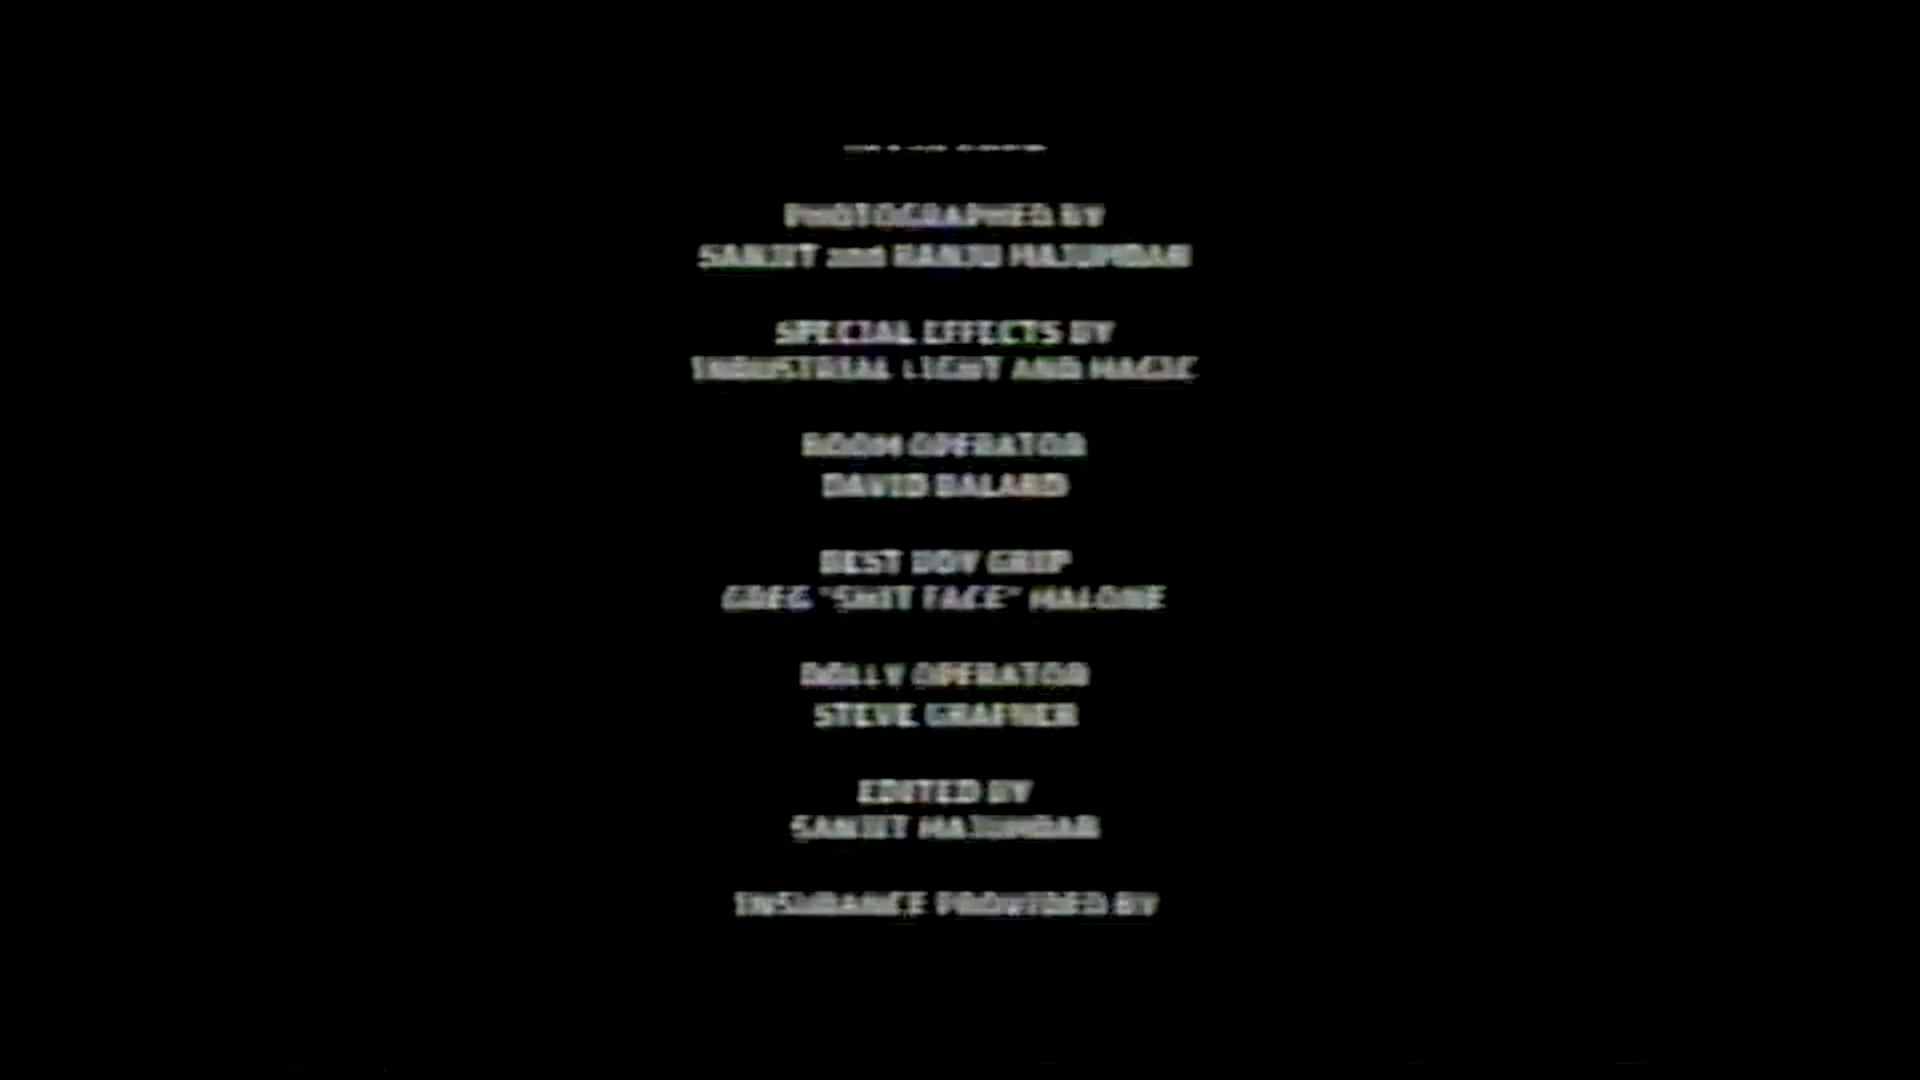 PHOTOGRAPHED BY
SANJIT and RANJU MAJUMDAR
SPECIAL EFFECTS BY
INDUSTRIAL LIGHT AND MAGIC
BOOM OPERATOR
DAVID BALARD
BEST BOY GRIP
GREG "SHIT FACE" MALONE
DOLLY OPERATOR
STEVE GRAFNER
EDITED BY
SANJIT MAJUMDAR
INSURANCE PROVIDED BY